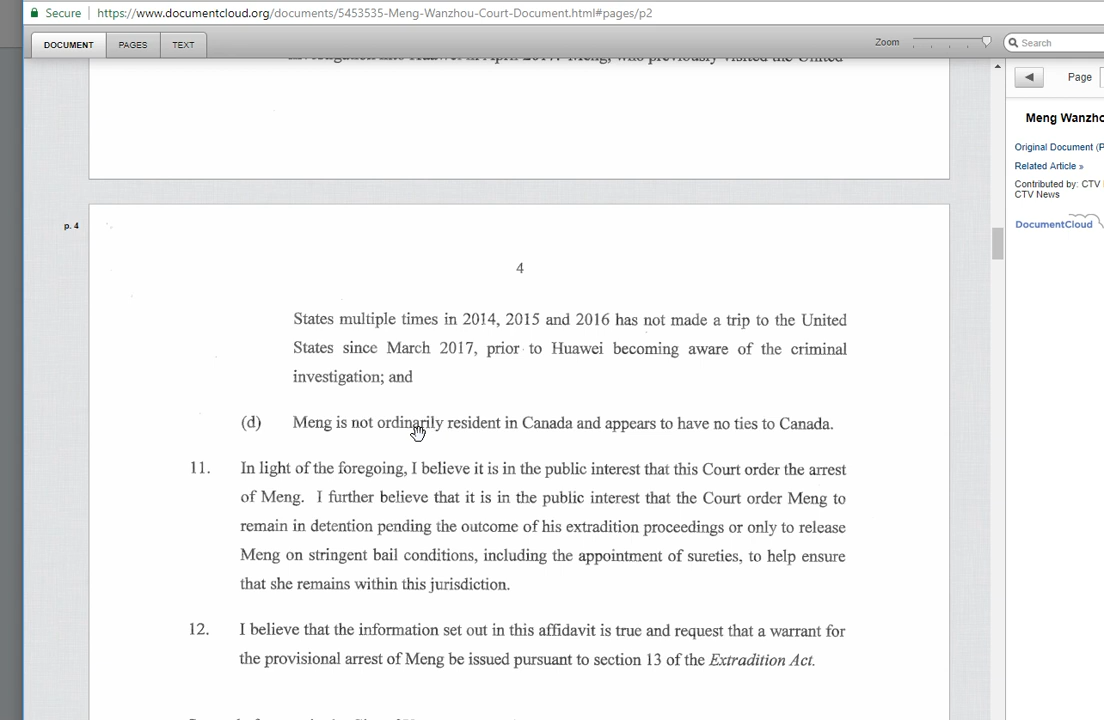 Secure https://www.documentcloud.org/documents/5453535-Meng-Wanzhou-Court-Document.html#pages/p2
DOCUMENT PAGES TEXT Zoom Search
Page
Meng Wanzho
Original Document (P
Related Article »
Contributed by: CTV
CTV News
DocumentCloud
p. 4
4
States multiple times in 2014, 2015 and 2016 has not made a trip to the United
States since March 2017, prior to Huawei becoming aware of the criminal
investigation; and
(d) Meng is not ordinarily resident in Canada and appears to have no ties to Canada.
11. In light of the foregoing, I believe it is in the public interest that this Court order the arrest
of Meng. I further believe that it is in the public interest that the Court order Meng to
remain in detention pending the outcome of his extradition proceedings or only to release
Meng on stringent bail conditions, including the appointment of sureties, to help ensure
that she remains within this jurisdiction.
12. I believe that the information set out in this affidavit is true and request that a warrant for
the provisional arrest of Meng be issued pursuant to section 13 of the Extradition Act.